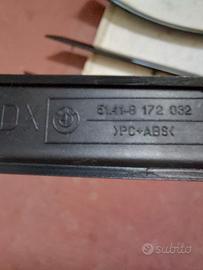 DX
51.41-8 172 032
>PC+ABS<
subito